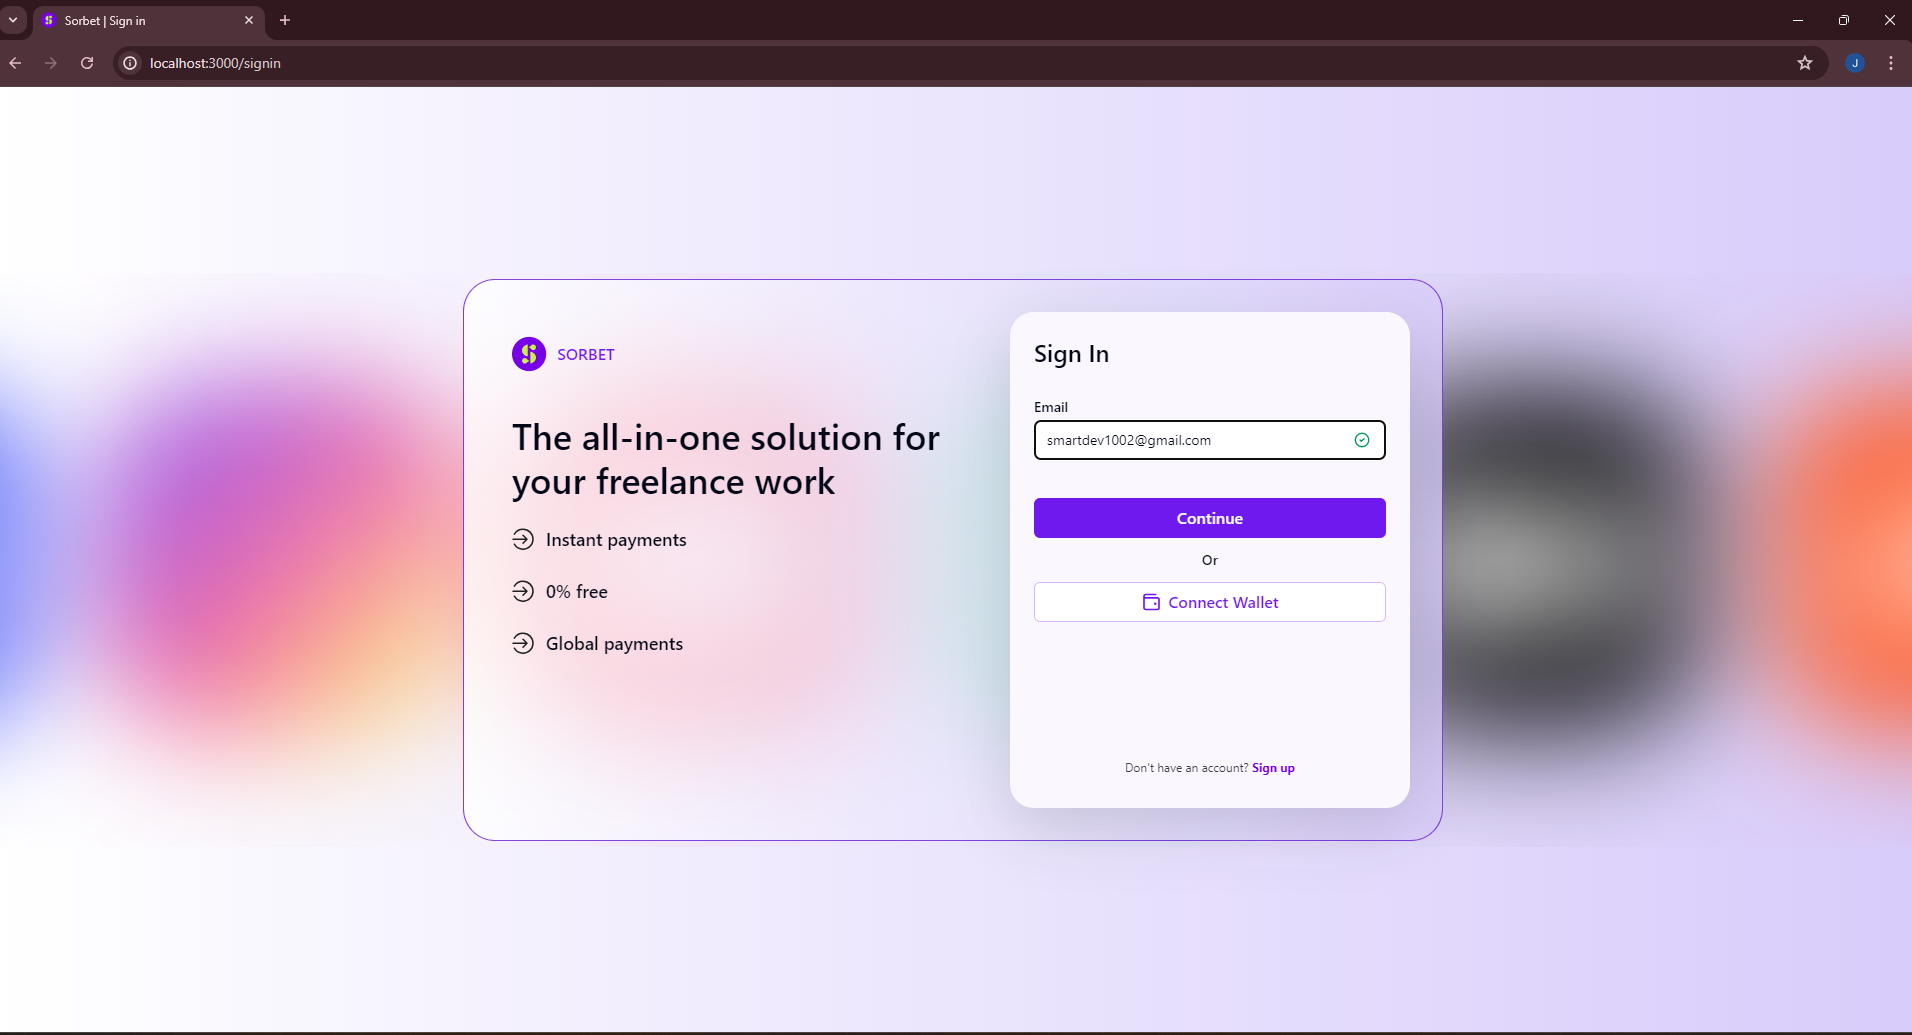 Sorbet | Sign in
localhost:3000/signin
J
SORBET
The all-in-one solution for
your freelance work
Instant payments
0% free
Global payments
Sign In
Email
smartdev1002@gmail.com
Continue
Or
Connect Wallet
Don't have an account? Sign up